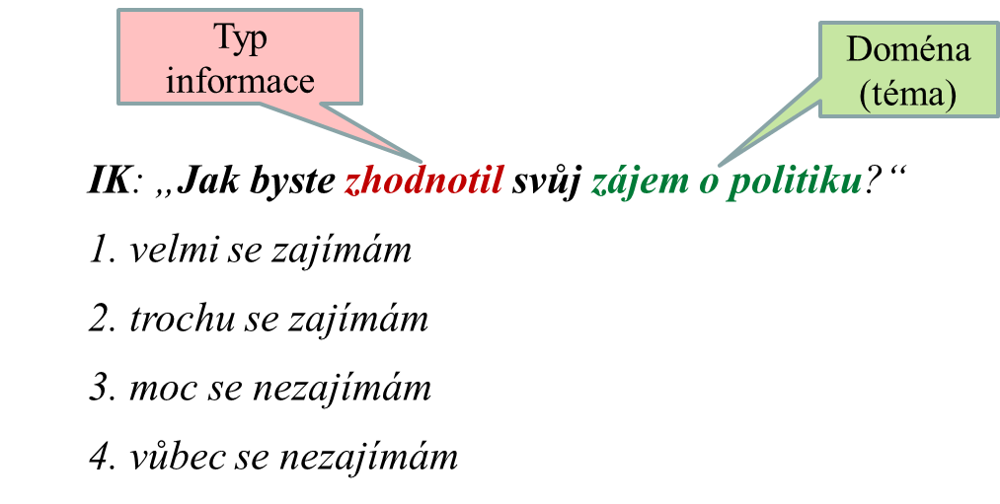 Typ
informace
Doména
(téma)
IK: „Jak byste zhodnotil svůj zájem o politiku?“
1. velmi se zajímám
2. trochu se zajímám
3. moc se nezajímám
4. vůbec se nezajímám